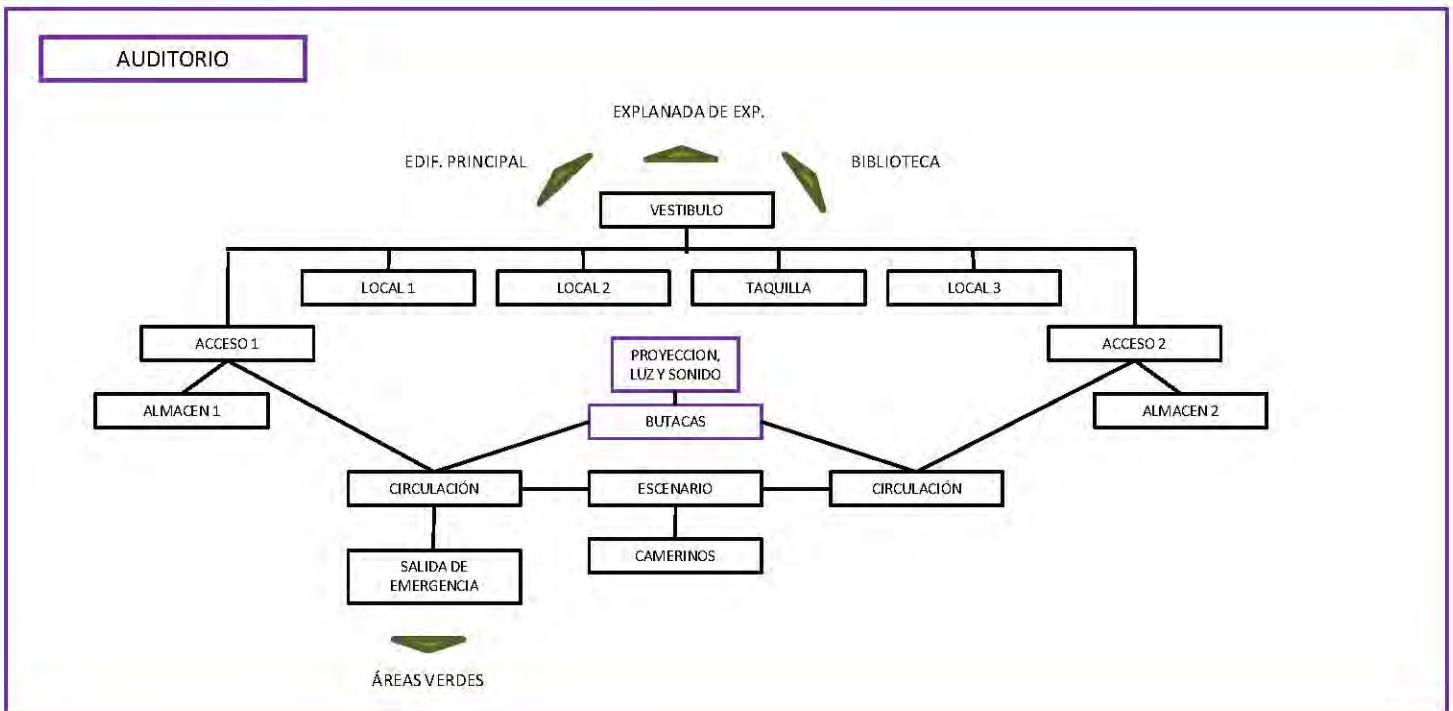 AUDITORIO
EXPLANADA DE EXP.
EDIF. PRINCIPAL
BIBLIOTECA
VESTIBULO
LOCAL 1
LOCAL 2
TAQUILLA
LOCAL 3
ACCESO 1
ACCESO 2
PROYECCION,
LUZ Y SONIDO
ALMACEN 1
BUTACAS
ALMACEN 2
CIRCULACIÓN
ESCENARIO
CIRCULACIÓN
SALIDA DE
EMERGENCIA
CAMERINOS
ÁREAS VERDES